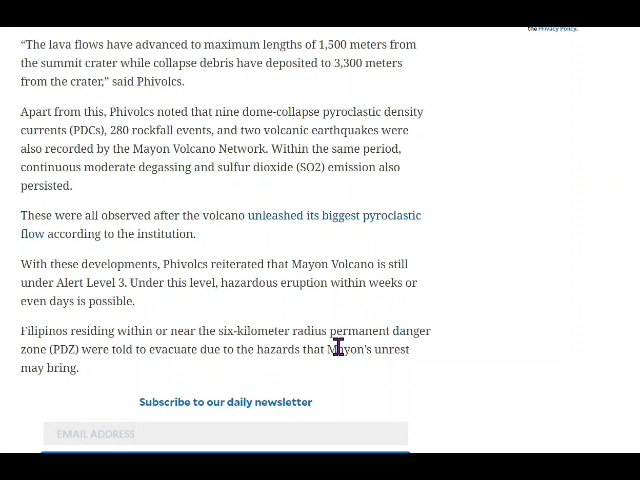 the Privacy Policy.
“The lava flows have advanced to maximum lengths of 1,500 meters from
the summit crater while collapse debris have deposited to 3,300 meters
from the crater,” said Phivolcs.
Apart from this, Phivolcs noted that nine dome-collapse pyroclastic density
currents (PDCs), 280 rockfall events, and two volcanic earthquakes were
also recorded by the Mayon Volcano Network. Within the same period,
continuous moderate degassing and sulfur dioxide (SO2) emission also
persisted.
These were all observed after the volcano unleashed its biggest pyroclastic
flow according to the institution.
With these developments, Phivolcs reiterated that Mayon Volcano is still
under Alert Level 3. Under this level, hazardous eruption within weeks or
even days is possible.
Filipinos residing within or near the six-kilometer radius permanent danger
zone (PDZ) were told to evacuate due to the hazards that Mayon’s unrest
may bring.
Subscribe to our daily newsletter
EMAIL ADDRESS